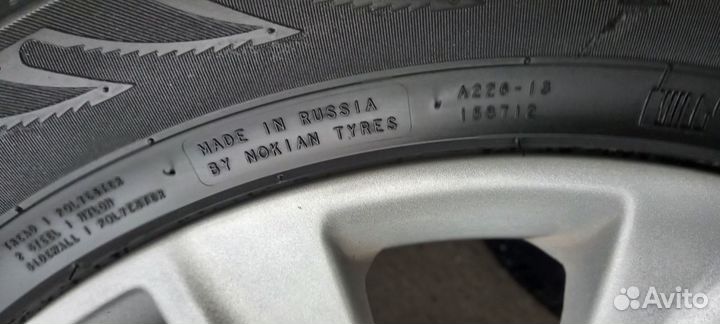 MADE IN RUSSIA
BY NOKIAN TYRES
A226-13
156712
TREAD 1 POLYESTER
2 STEEL 1 NYLON
SIDEWALL 1 POLYESTER
Avito